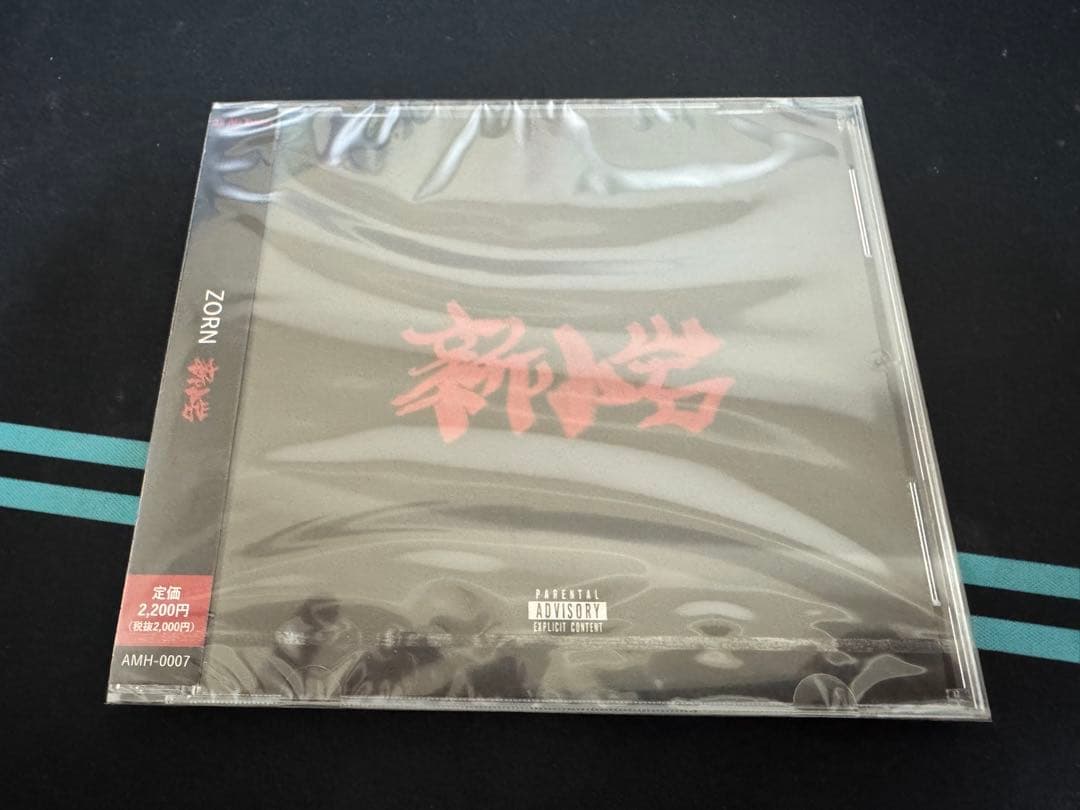 ZORN 新小岩
定価
2,200円
(税抜2,000円)
AMH-0007
新小岩
PARENTAL
ADVISORY
EXPLICIT CONTENT